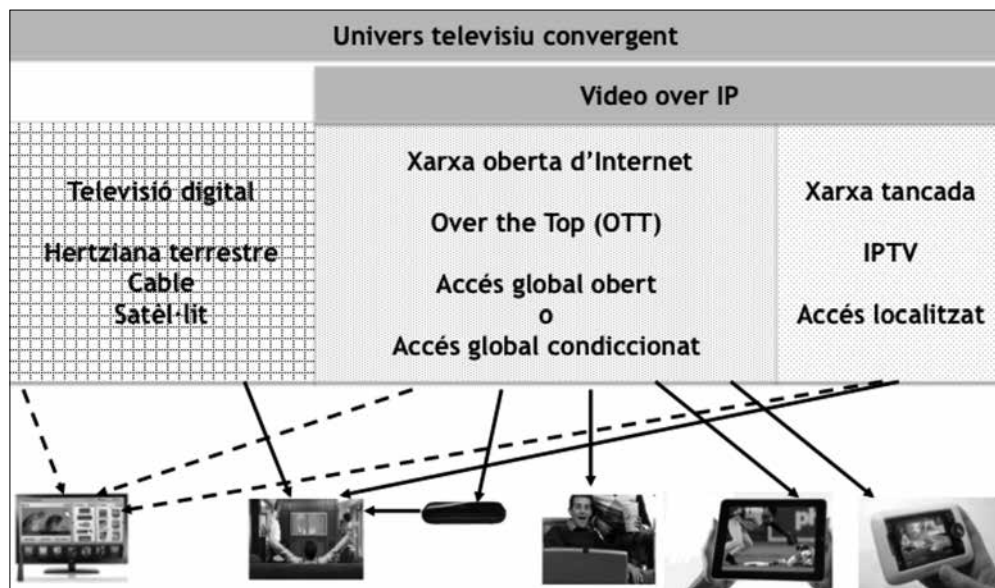 Univers televisiu convergent
Video over IP
Televisió digital
Hertziana terrestre
Cable
Satèl·lit
Xarxa oberta d’Internet
Over the Top (OTT)
Accés global obert
o
Accés global condiccionat
Xarxa tancada
IPTV
Accés localitzat